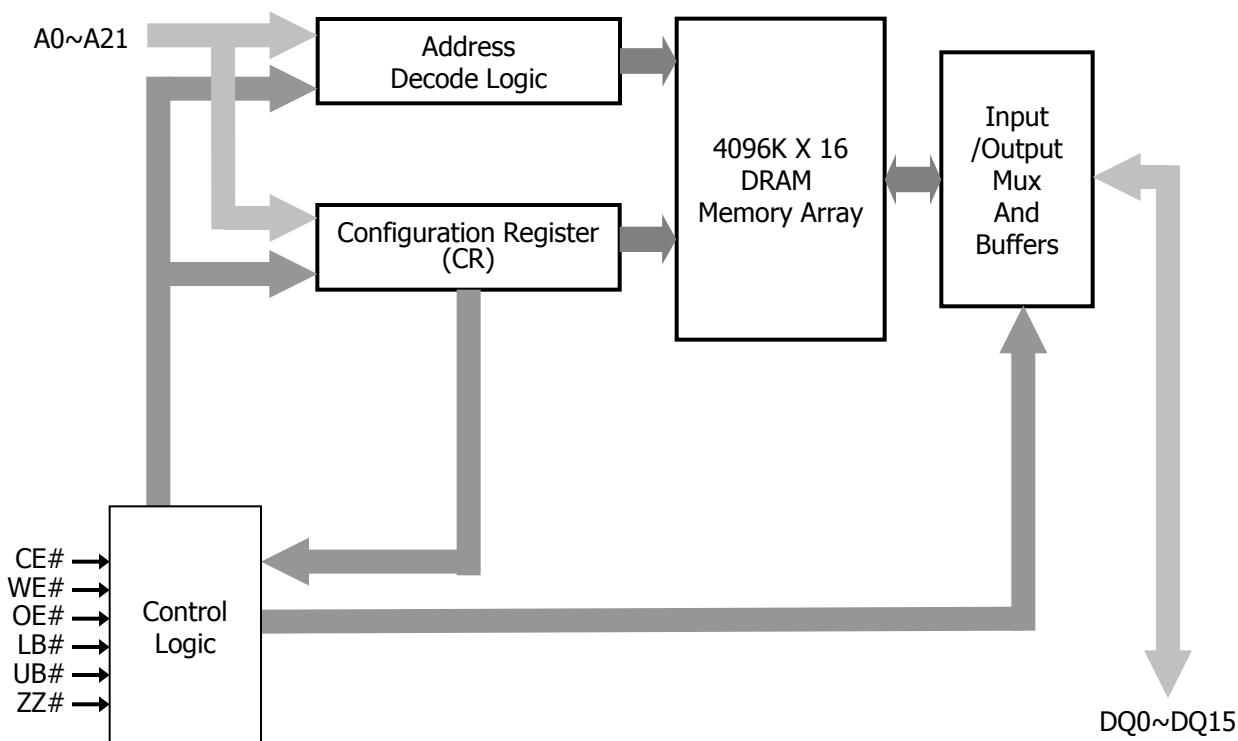 A0~A21
Address
Decode Logic
4096K X 16
DRAM
Memory Array
Input
/Output
Mux
And
Buffers
Configuration Register
(CR)
CE#
WE#
OE#
LB#
UB#
ZZ#
Control
Logic
DQ0~DQ15